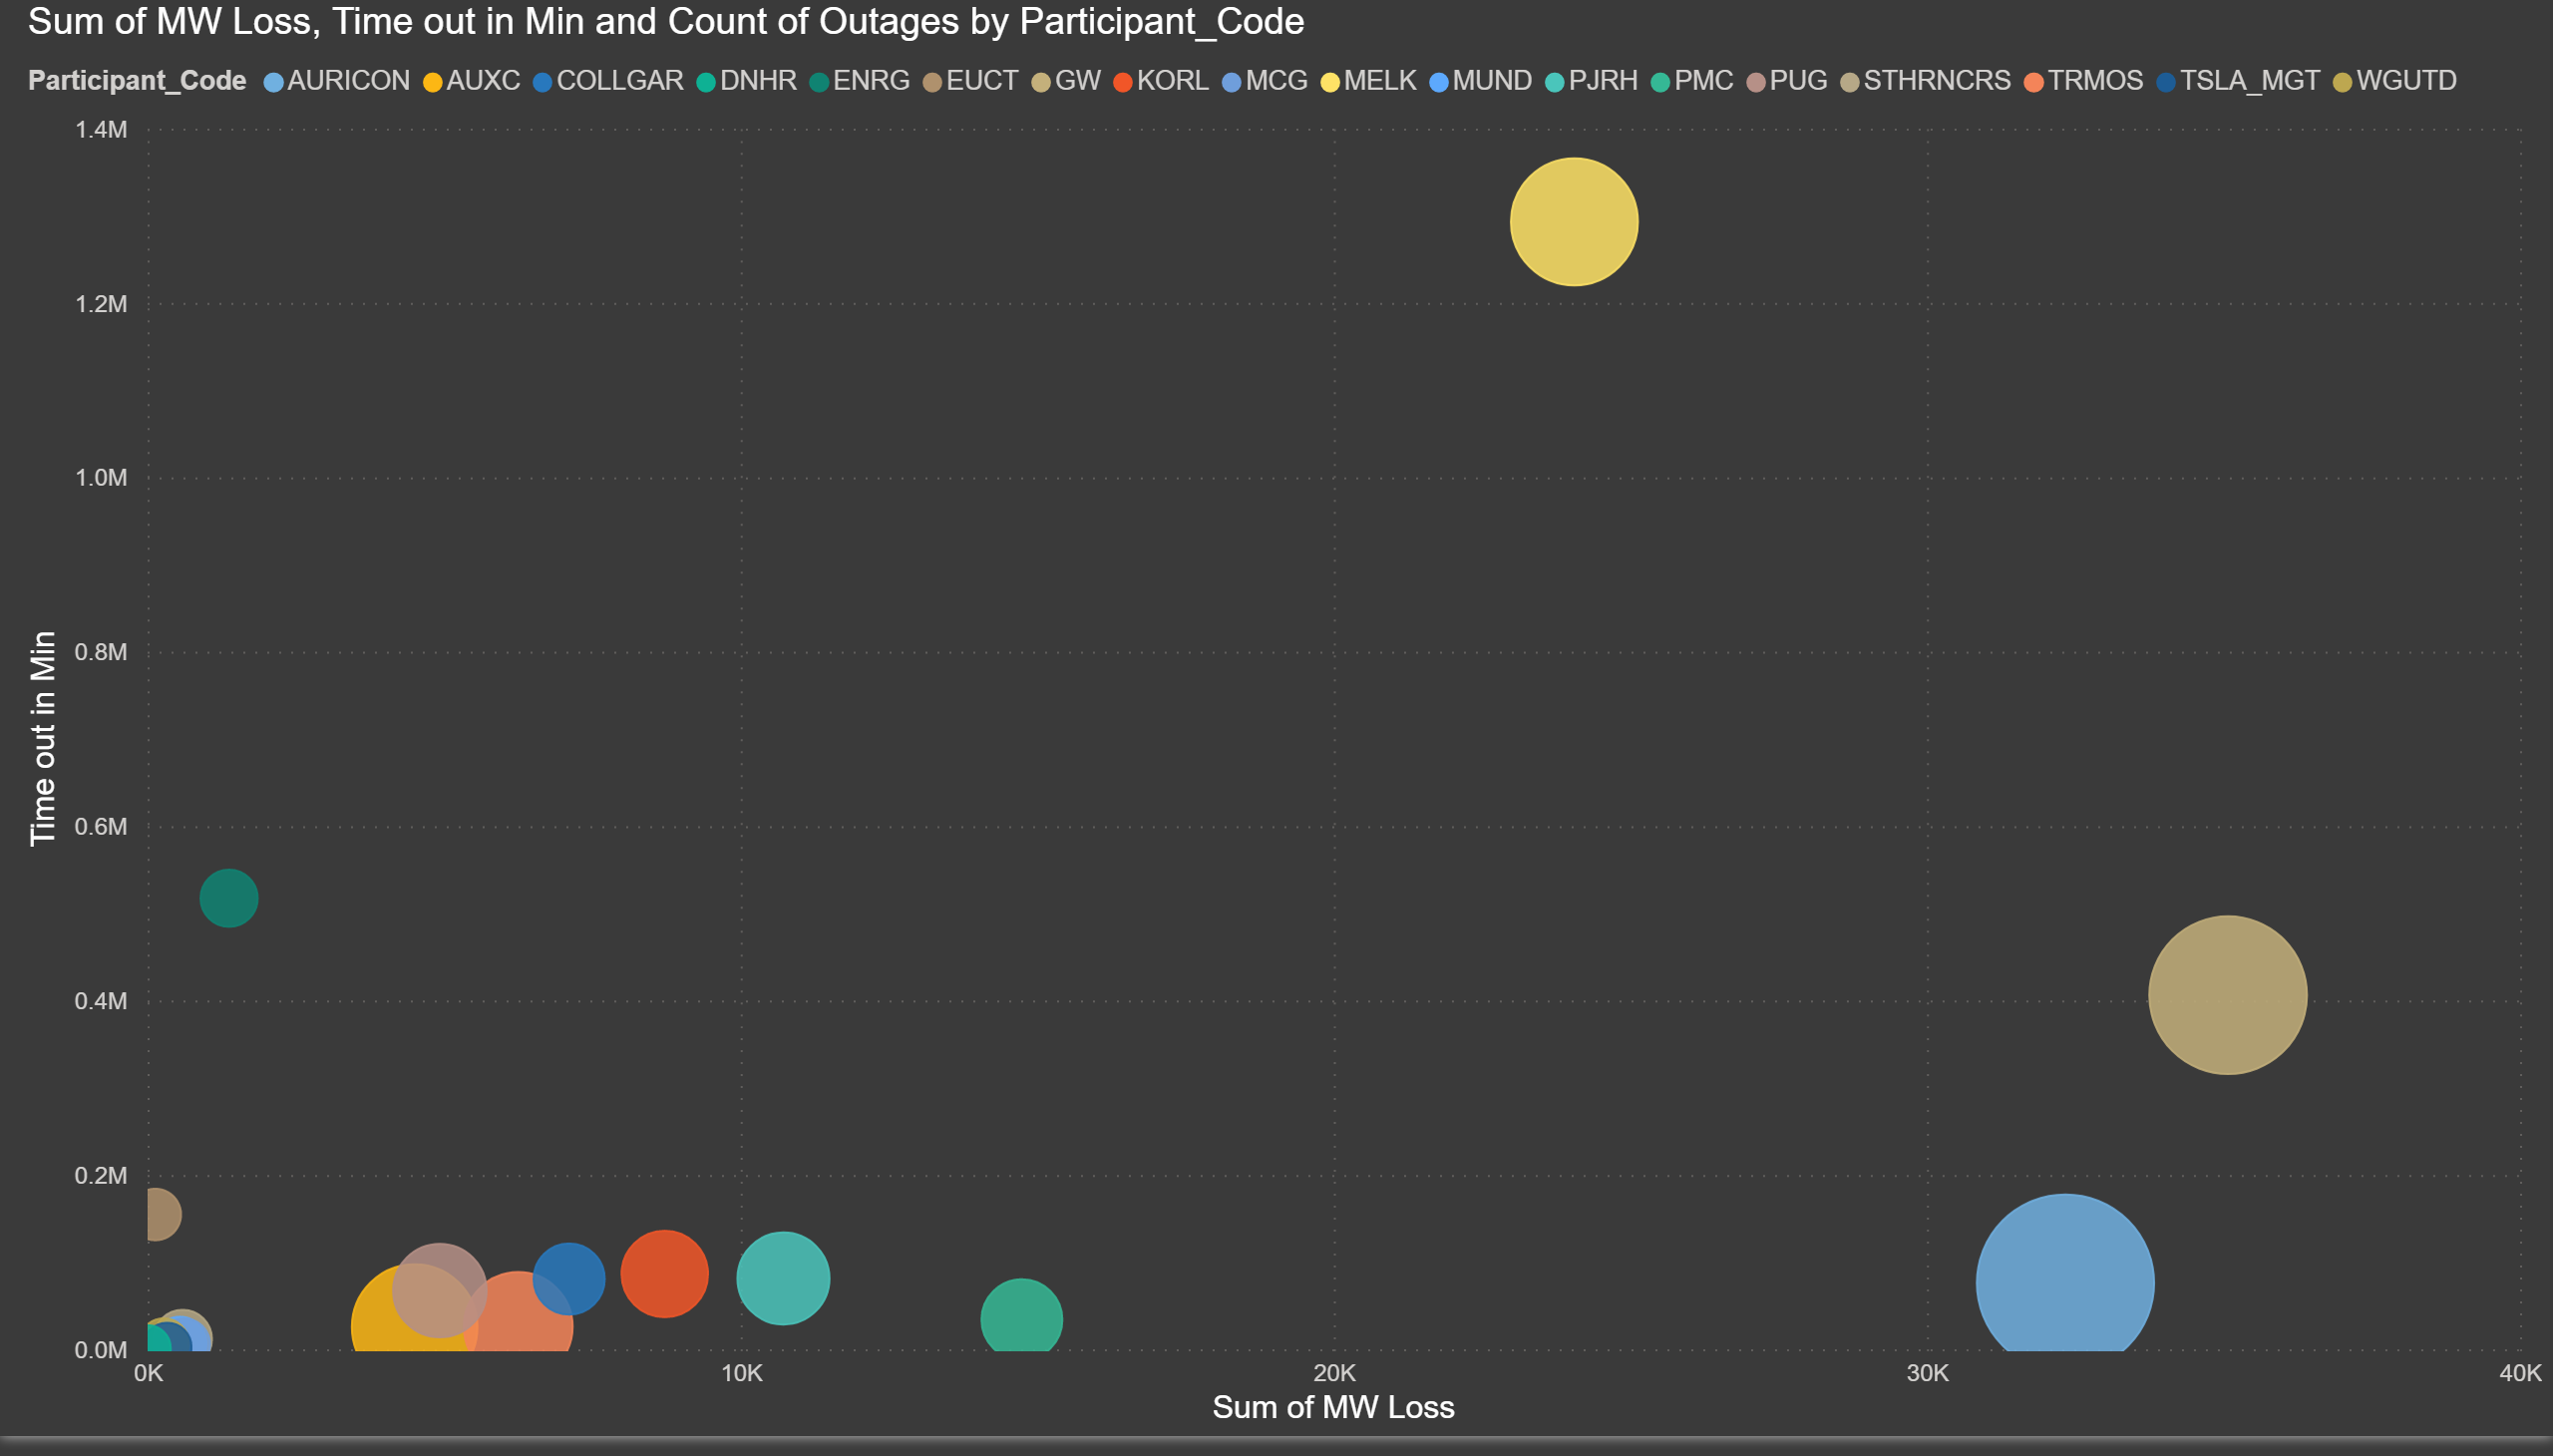 Sum of MW Loss, Time out in Min and Count of Outages by Participant_Code
Participant_Code AURICON AUXC COLLGAR DNHR ENRG EUCT GW KORL MCG MELK MUND PJRH PMC PUG STHRNCRS TRMOS TSLA_MGT WGUTD
1.4M
1.2M
1.0M
0.8M
0.6M
0.4M
0.2M
0.0M
Time out in Min
0K 10K 20K 30K 40K
Sum of MW Loss